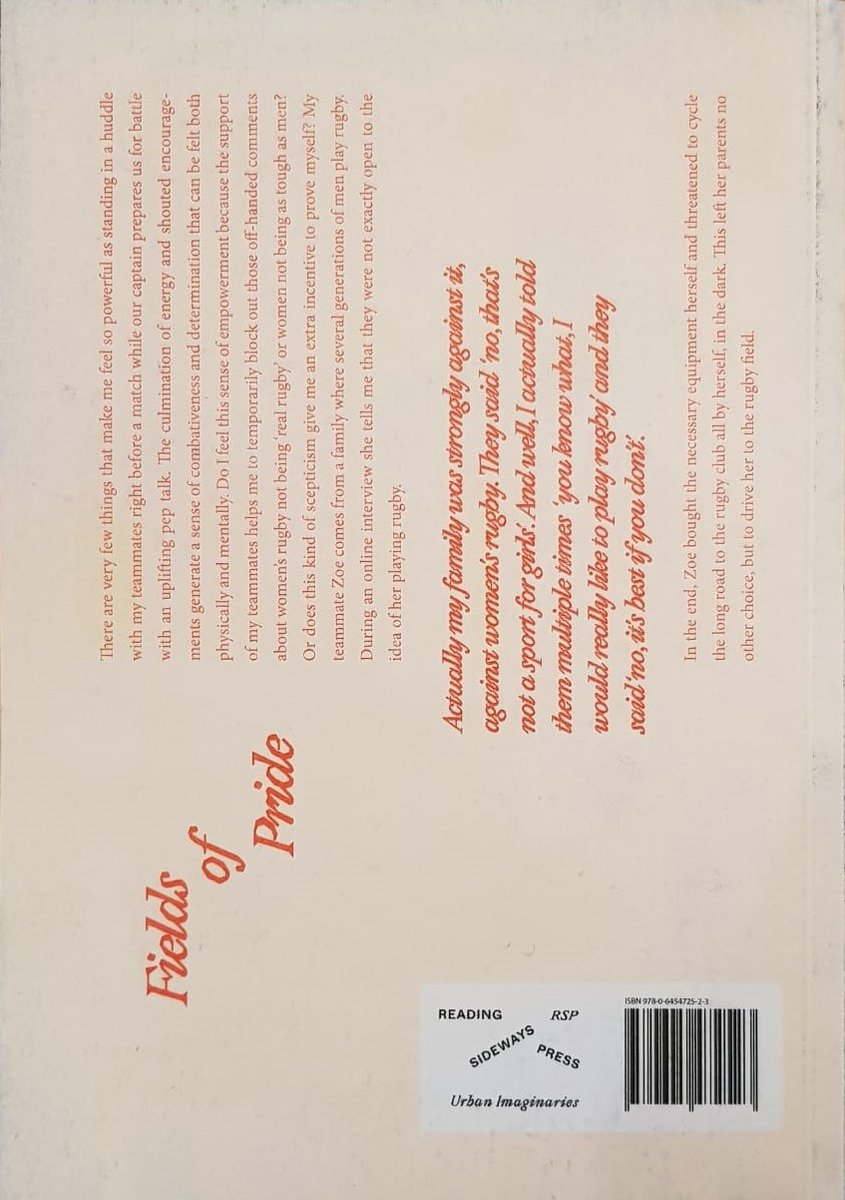 Fields
of
Pride
There are very few things that make me feel so powerful as standing in a huddle
with my teammates right before a match while our captain prepares us for battle
with an uplifting pep talk. The culmination of energy and shouted encourage-
ments generate a sense of combativeness and determination that can be felt both
physically and mentally. Do I feel this sense of empowerment because the support
of my teammates helps me to temporarily block out those off-handed comments
about women's rugby not being 'real rugby' or women not being as tough as men?
Or does this kind of scepticism give me an extra incentive to prove myself? My
teammate Zoe comes from a family where several generations of men play rugby.
During an online interview she tells me that they were not exactly open to the
idea of her playing rugby.
Actually my family was strongly against it,
against women's rugby. They said 'no, that's
not a sport for girls'. And well, I actually told
them multiple times 'you know what, I
would really like to play rugby' and they
said 'no, it's best if you don't'.
In the end, Zoe bought the necessary equipment herself and threatened to cycle
the long road to the rugby club all by herself, in the dark. This left her parents no
other choice, but to drive her to the rugby field.
READING
SIDEWAYS
PRESS
RSP
Urban Imaginaries
ISBN 978-0-6454725-2-3